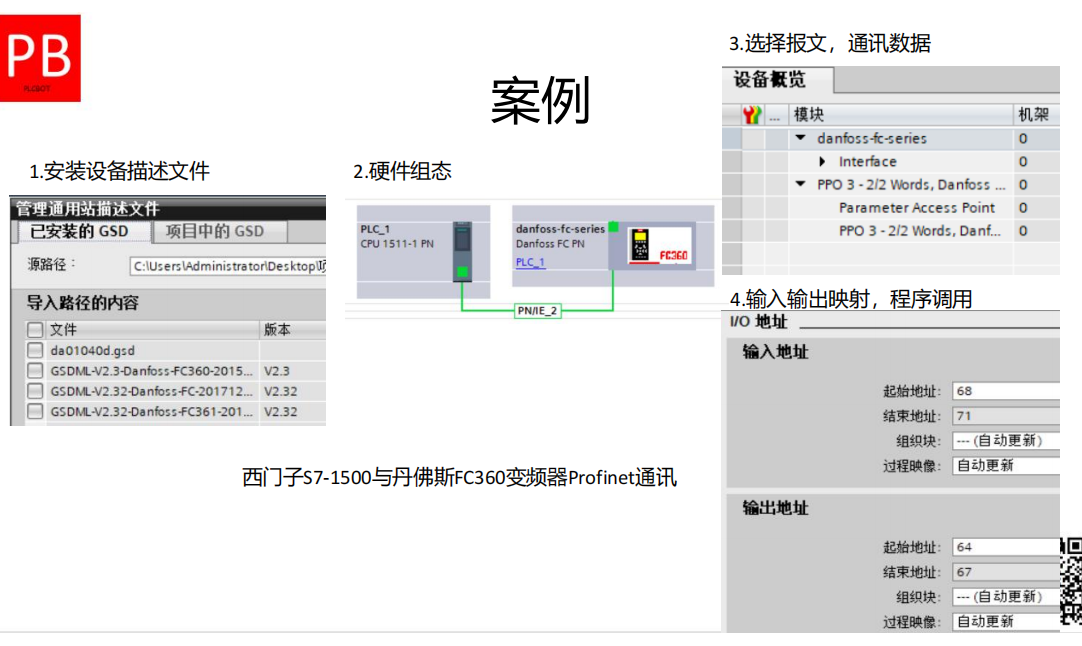 PB
PLCBOT
案例
1.安装设备描述文件
管理通用站描述文件
已安装的 GSD
项目中的 GSD
源路径：
C:\Users\Administrator\Desktop\项
导入路径的内容
文件
版本
da01040d.gsd
GSDML-V2.3-Danfoss-FC360-2015...
V2.3
GSDML-V2.32-Danfoss-FC-201712...
V2.32
GSDML-V2.32-Danfoss-FC361-201...
V2.32
2.硬件组态
PLC_1
CPU 1511-1 PN
danfoss-fc-series
Danfoss FC PN
PLC_1
FC360
PN/IE_2
西门子S7-1500与丹佛斯FC360变频器Profinet通讯
3.选择报文，通讯数据
设备概览
...
模块
机架
danfoss-fc-series
0
Interface
0
PPO 3 - 2/2 Words, Danfoss ...
0
Parameter Access Point
0
PPO 3 - 2/2 Words, Danf...
0
4.输入输出映射，程序调用
I/O 地址
输入地址
起始地址:
68
结束地址:
71
组织块:
--- (自动更新)
过程映像:
自动更新
输出地址
起始地址:
64
结束地址:
67
组织块:
--- (自动更新)
过程映像:
自动更新